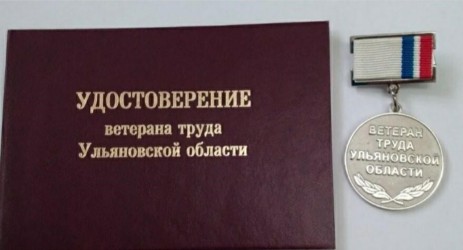 УДОСТОВЕРЕНИЕ
ветерана труда
Ульяновской области
ВЕТЕРАН
ТРУДА
УЛЬЯНОВСКОЙ
ОБЛАСТИ